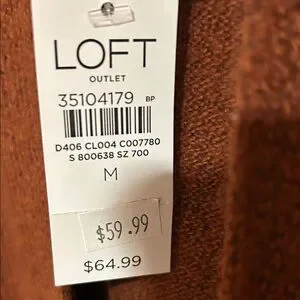 LOFT
OUTLET
35104179 BP
D406 CL004 C007780
S 800638 SZ 700
M
$59.99
$64.99